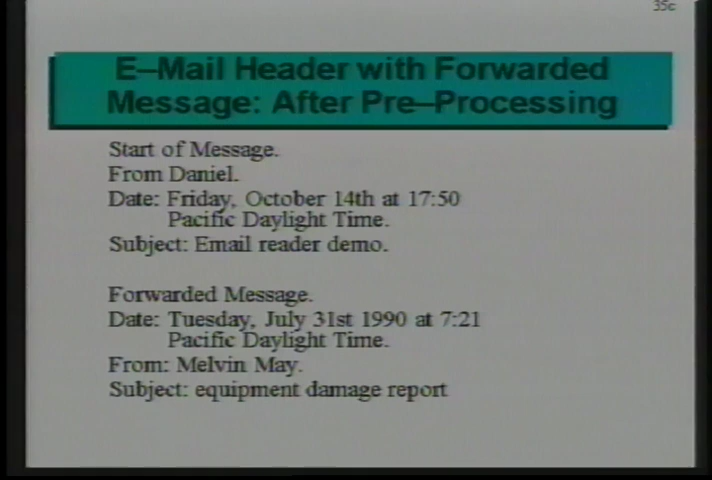 35c
E–Mail Header with Forwarded
Message: After Pre–Processing
Start of Message.
From Daniel.
Date: Friday, October 14th at 17:50
Pacific Daylight Time.
Subject: Email reader demo.
Forwarded Message.
Date: Tuesday, July 31st 1990 at 7:21
Pacific Daylight Time.
From: Melvin May.
Subject: equipment damage report